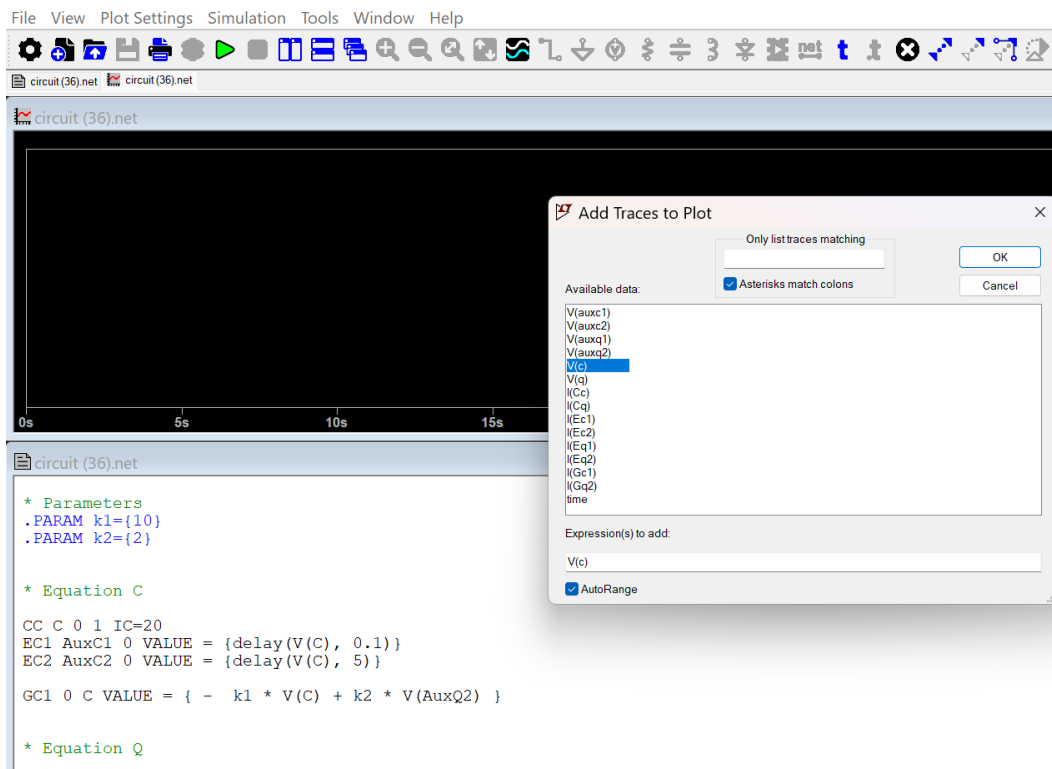 File View Plot Settings Simulation Tools Window Help
net t t
circuit (36).net circuit (36).net
circuit (36).net
0s 5s 10s 15s
Add Traces to Plot
Only list traces matching
OK
Asterisks match colons
Cancel
Available data:
V(auxc1)
V(auxc2)
V(auxq1)
V(auxq2)
V(c)
V(q)
I(Cc)
I(Cq)
I(Ec1)
I(Ec2)
I(Eq1)
I(Eq2)
I(Gc1)
I(Gq2)
time
Expression(s) to add:
V(c)
AutoRange
circuit (36).net
* Parameters
.PARAM k1={10}
.PARAM k2={2}
* Equation C
CC C 0 1 IC=20
EC1 AuxC1 0 VALUE = {delay(V(C), 0.1)}
EC2 AuxC2 0 VALUE = {delay(V(C), 5)}
GC1 0 C VALUE = { -  k1 * V(C) + k2 * V(AuxQ2) }
* Equation Q